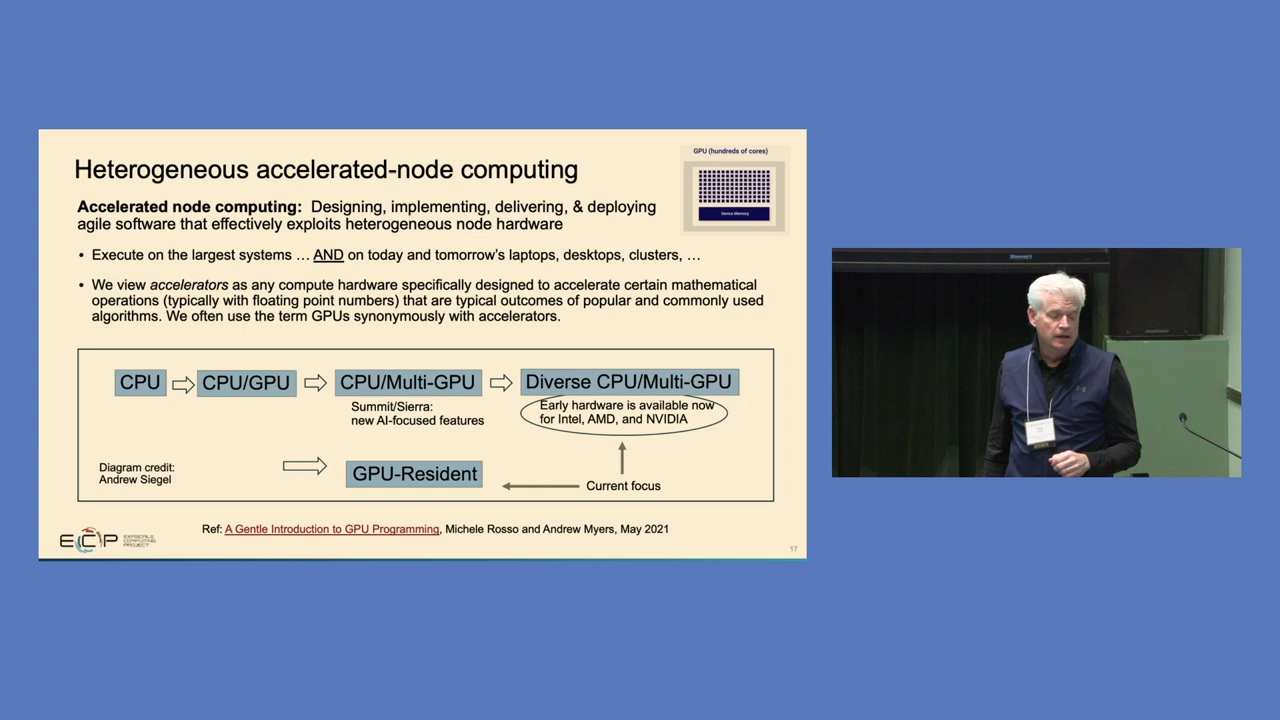 GPU (hundreds of cores)
Device Memory
Heterogeneous accelerated-node computing
Accelerated node computing: Designing, implementing, delivering, & deploying
agile software that effectively exploits heterogeneous node hardware
• Execute on the largest systems … AND on today and tomorrow's laptops, desktops, clusters, …
• We view accelerators as any compute hardware specifically designed to accelerate certain mathematical
operations (typically with floating point numbers) that are typical outcomes of popular and commonly used
algorithms. We often use the term GPUs synonymously with accelerators.
CPU
CPU/GPU
CPU/Multi-GPU
Diverse CPU/Multi-GPU
Summit/Sierra:
new AI-focused features
Early hardware is available now
for Intel, AMD, and NVIDIA
Diagram credit:
Andrew Siegel
GPU-Resident
Current focus
Ref: A Gentle Introduction to GPU Programming, Michele Rosso and Andrew Myers, May 2021
ECP
EXASCALE
COMPUTING
PROJECT
17